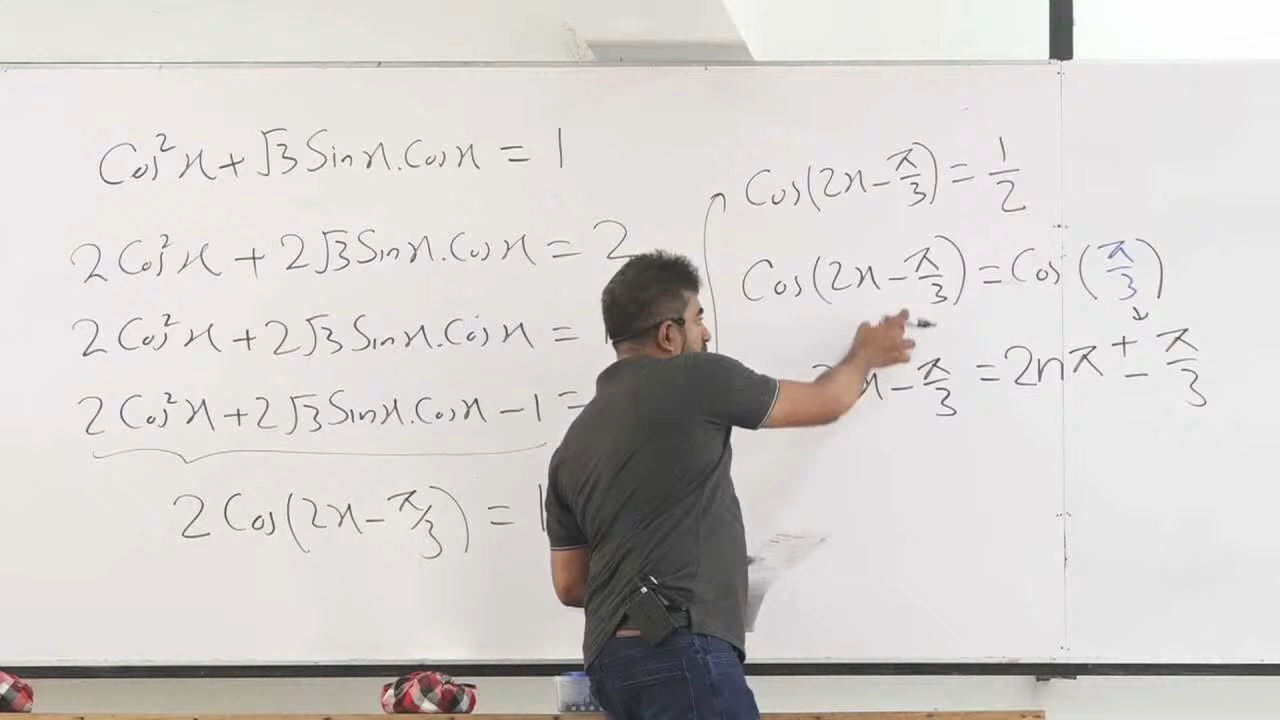 Cos²x + √3 Sinx.Cosx = 1
2Cos²x + 2√3 Sinx.Cosx = 2
2Cos²x + 2√3 Sinx.Cosx =
2Cos²x + 2√3 Sinx.Cosx - 1 =
2Cos(2x - π/3) = 1
Cos(2x - π/3) = 1/2
Cos(2x - π/3) = Cos(π/3)
x - π/3 = 2nπ ± π/3